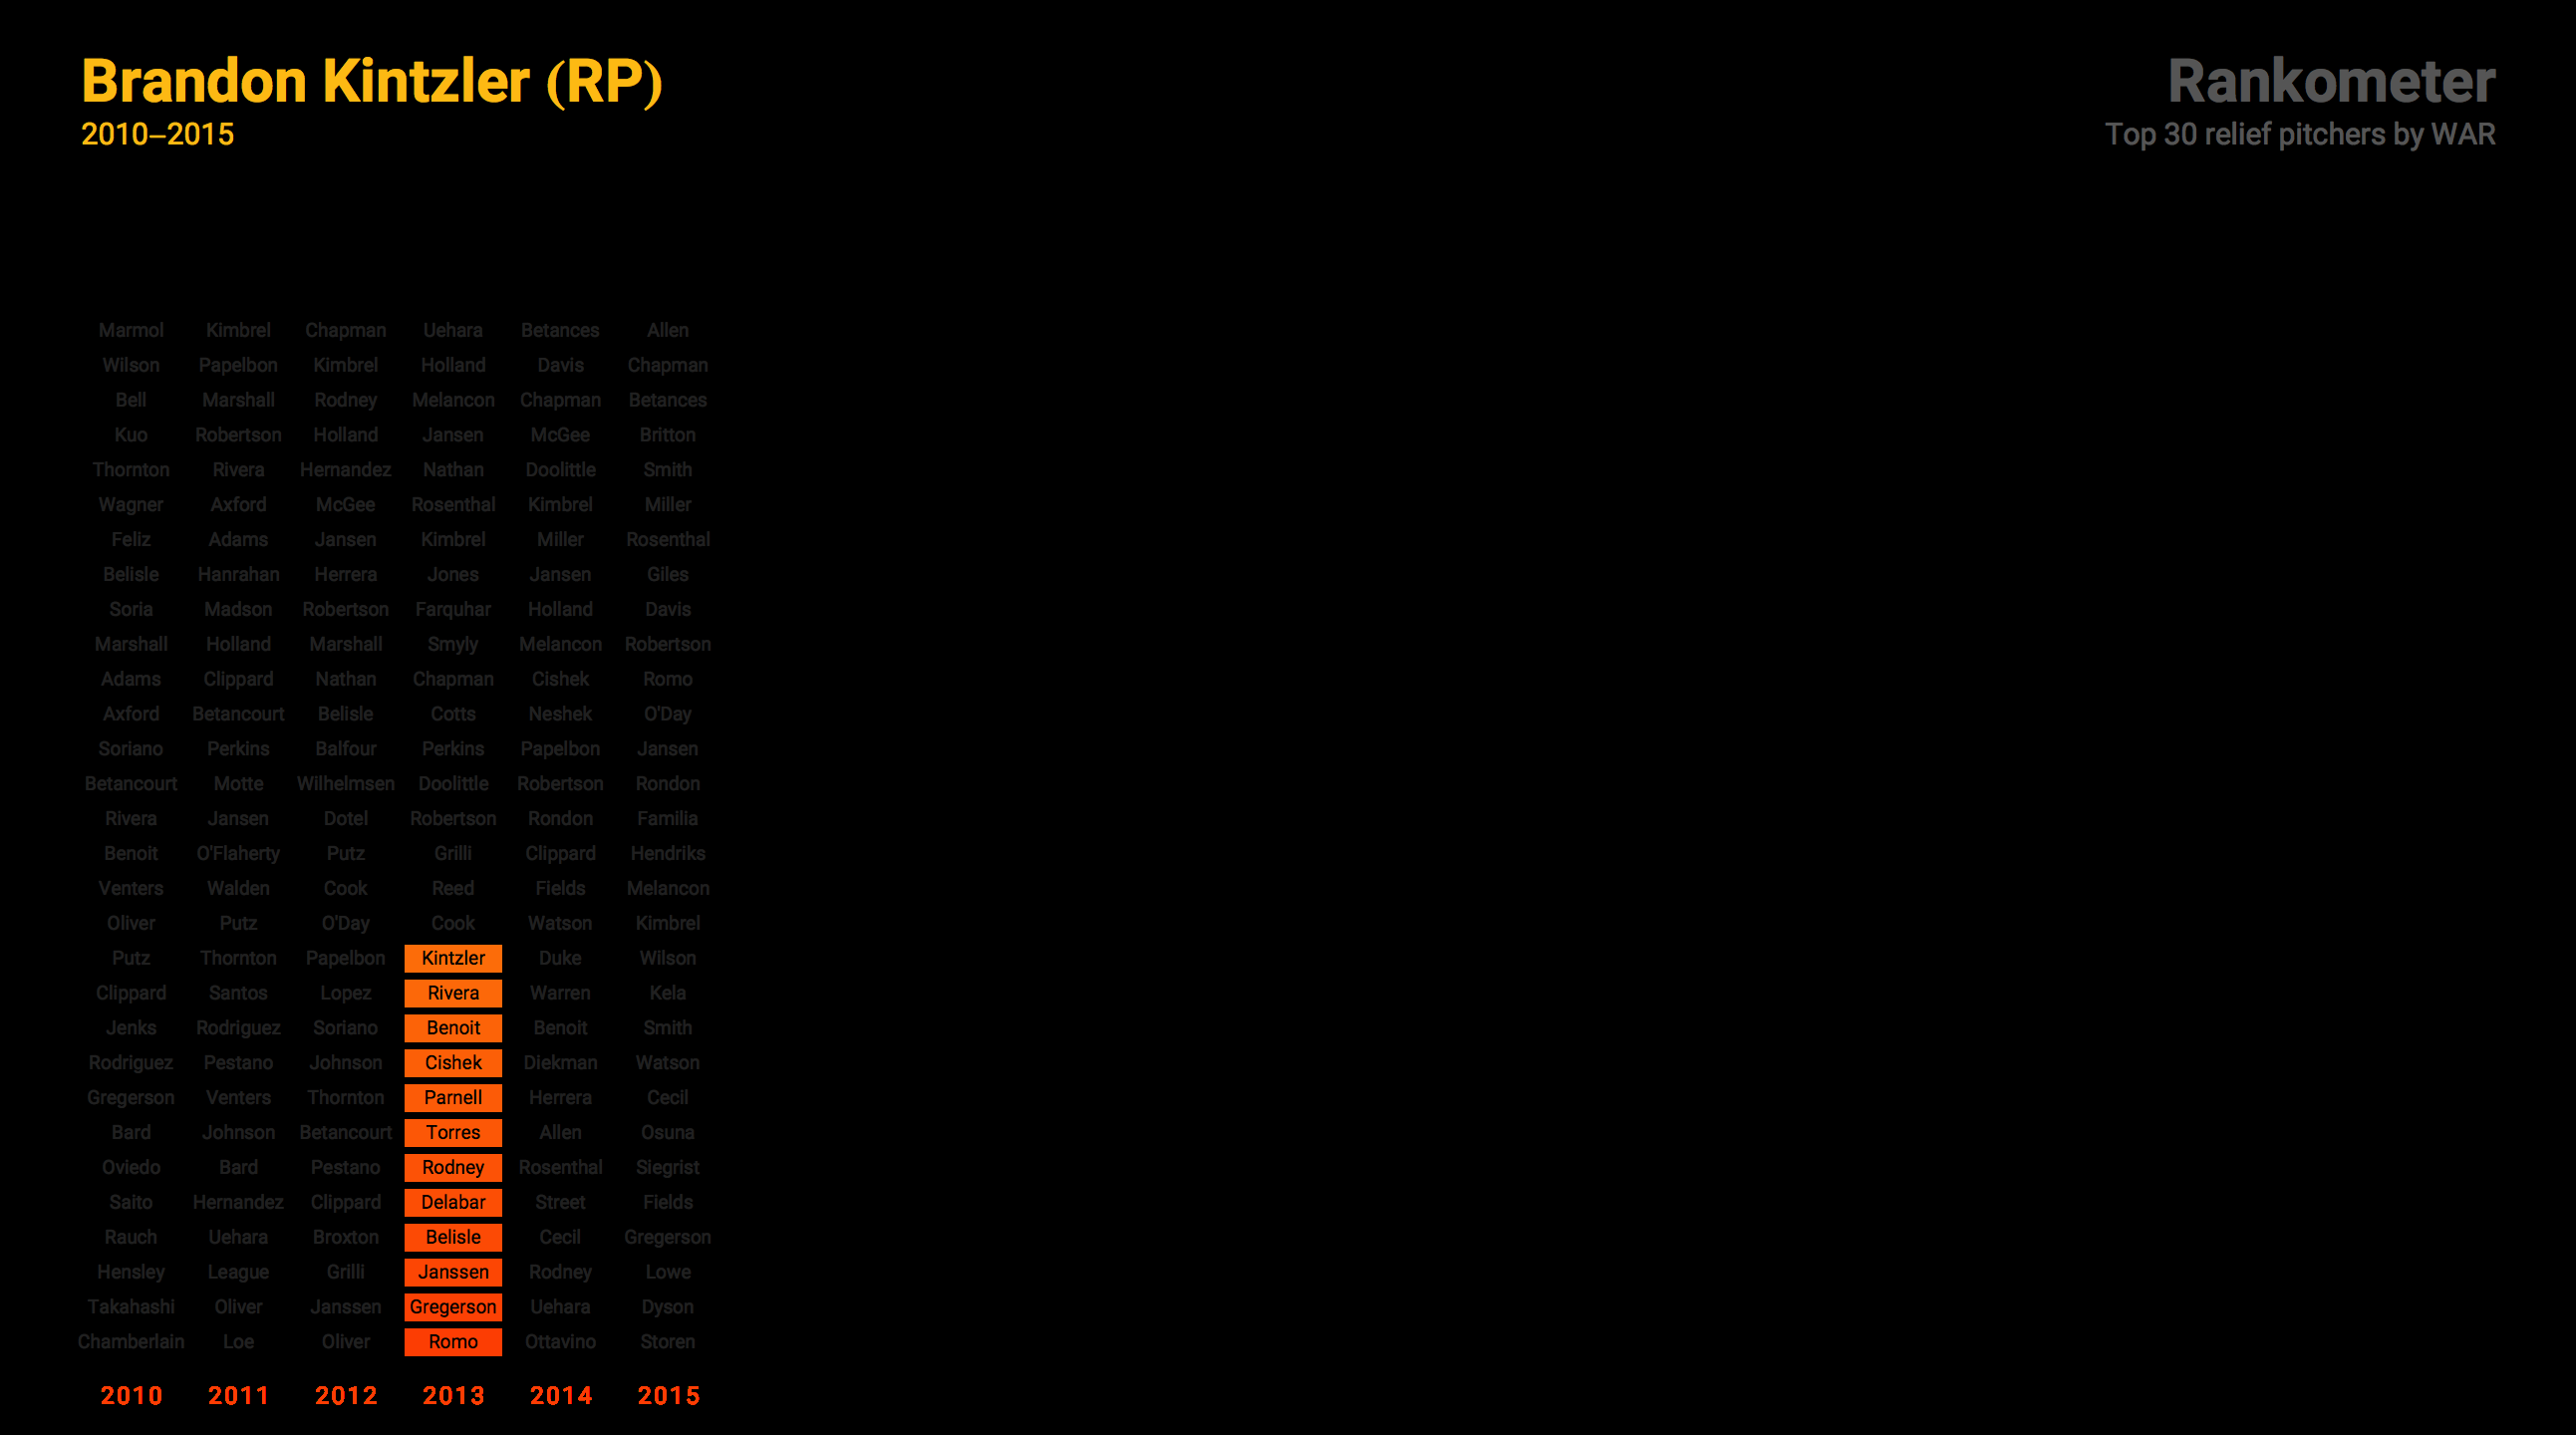 Brandon Kintzler (RP)
2010–2015
Rankometer
Top 30 relief pitchers by WAR
Marmol Kimbrel Chapman Uehara Betances Allen
Wilson Papelbon Kimbrel Holland Davis Chapman
Bell Marshall Rodney Melancon Chapman Betances
Kuo Robertson Holland Jansen McGee Britton
Thornton Rivera Hernandez Nathan Doolittle Smith
Wagner Axford McGee Rosenthal Kimbrel Miller
Feliz Adams Jansen Kimbrel Miller Rosenthal
Belisle Hanrahan Herrera Jones Jansen Giles
Soria Madson Robertson Farquhar Holland Davis
Marshall Holland Marshall Smyly Melancon Robertson
Adams Clippard Nathan Chapman Cishek Romo
Axford Betancourt Belisle Cotts Neshek O'Day
Soriano Perkins Balfour Perkins Papelbon Jansen
Betancourt Motte Wilhelmsen Doolittle Robertson Rondon
Rivera Jansen Dotel Robertson Rondon Familia
Benoit O'Flaherty Putz Grilli Clippard Hendriks
Venters Walden Cook Reed Fields Melancon
Oliver Putz O'Day Cook Watson Kimbrel
Putz Thornton Papelbon Kintzler Duke Wilson
Clippard Santos Lopez Rivera Warren Kela
Jenks Rodriguez Soriano Benoit Benoit Smith
Rodriguez Pestano Johnson Cishek Diekman Watson
Gregerson Venters Thornton Parnell Herrera Cecil
Bard Johnson Betancourt Torres Allen Osuna
Oviedo Bard Pestano Rodney Rosenthal Siegrist
Saito Hernandez Clippard Delabar Street Fields
Rauch Uehara Broxton Belisle Cecil Gregerson
Hensley League Grilli Janssen Rodney Lowe
Takahashi Oliver Janssen Gregerson Uehara Dyson
Chamberlain Loe Oliver Romo Ottavino Storen
2010 2011 2012 2013 2014 2015